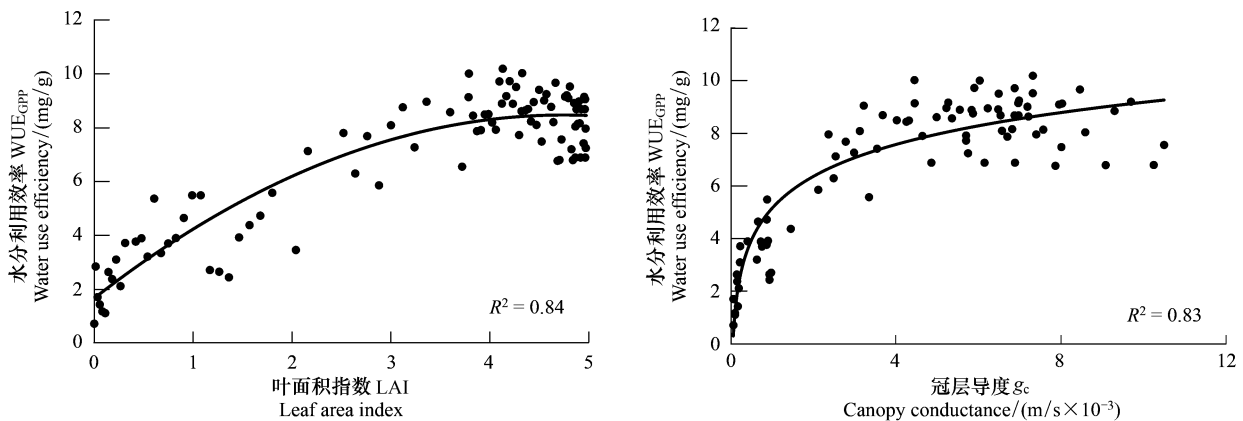 水分利用效率 WUE_GPP
Water use efficiency/(mg/g)
12
10
8
6
4
2
0
R² = 0.84
0 1 2 3 4 5
叶面积指数 LAI
Leaf area index
水分利用效率 WUE_GPP
Water use efficiency/(mg/g)
12
10
8
6
4
2
0
R² = 0.83
0 4 8 12
冠层导度 g_c
Canopy conductance/(m/s×10⁻³)